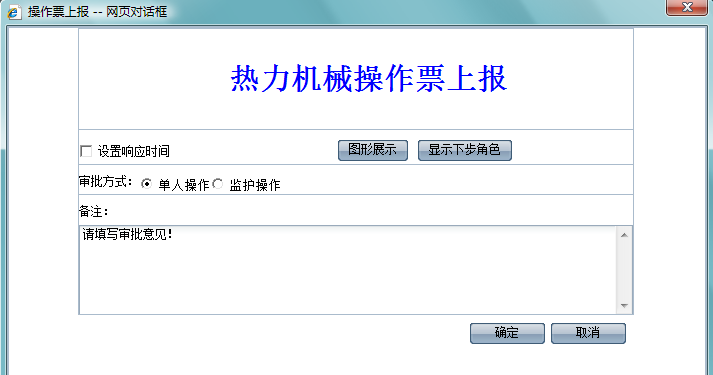 操作票上报 -- 网页对话框
热力机械操作票上报
设置响应时间 图形展示 显示下步角色
审批方式: 单人操作 监护操作
备注:
请填写审批意见!
确定 取消